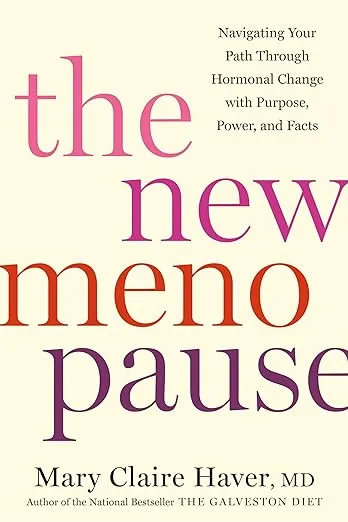 Navigating Your
Path Through
Hormonal Change
with Purpose,
Power, and Facts
the
new
meno
pause
Mary Claire Haver, MD
Author of the National Bestseller THE GALVESTON DIET